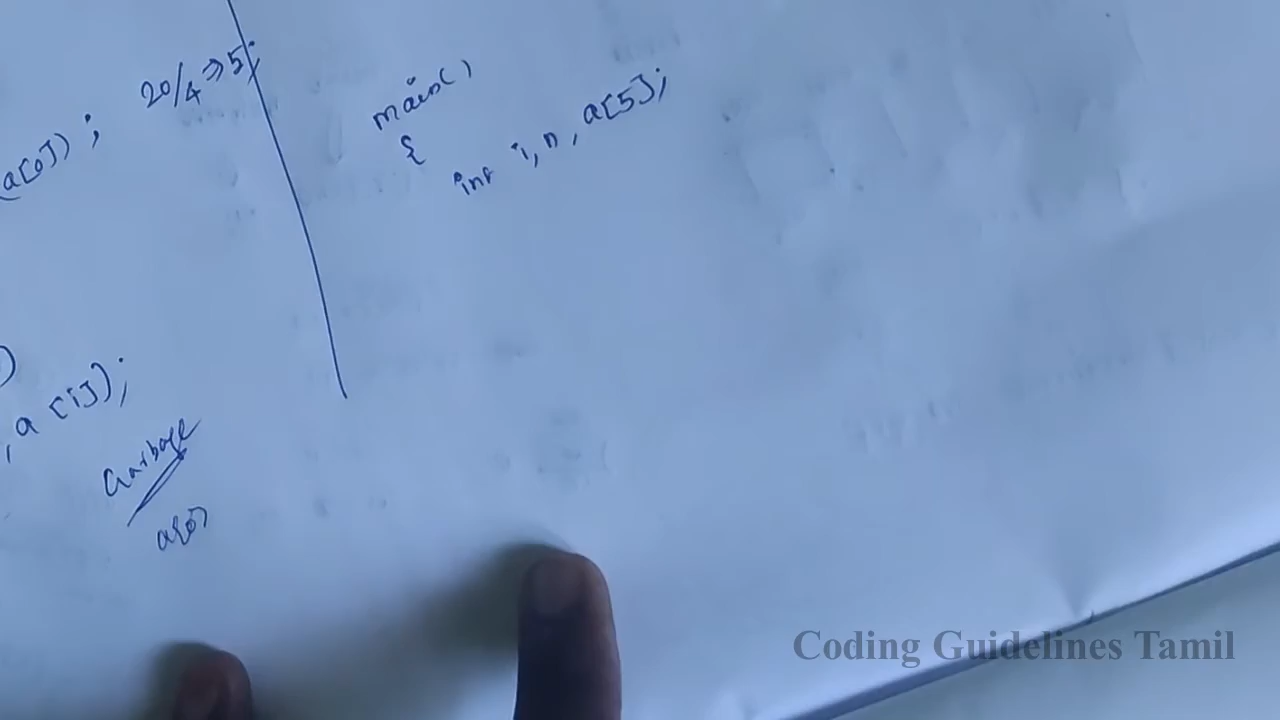 a[0]);
20/4 => 5;
main()
{
int i, n, a[5];
)
, a[i]);
Garbage
a[0]
Coding Guidelines Tamil